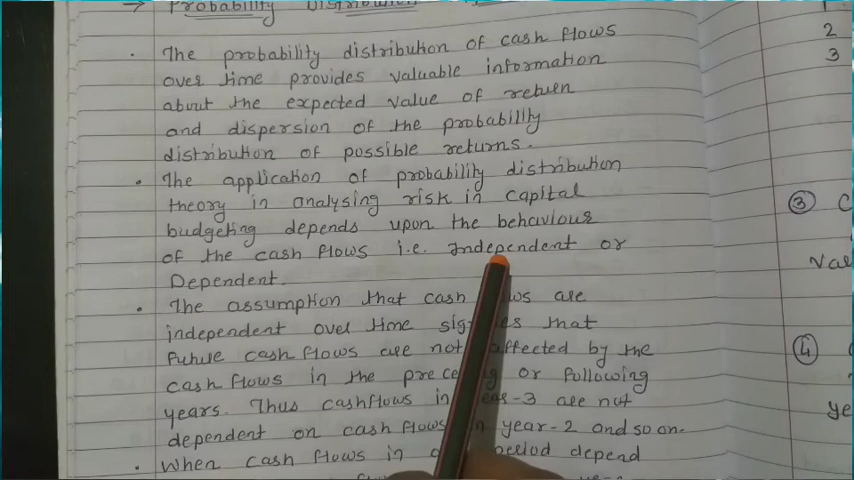 → Probability Distribution
. The probability distribution of cash flows
over time provides valuable information
about the expected value of return
and dispersion of the probability
distribution of possible returns.
. The application of probability distribution
theory in analysing risk in capital
budgeting depends upon the behaviour
of the cash flows i.e. Independent or
Dependent.
. The assumption that cash are
independent over time that
future cash flows are not affected by the
cash flows in the or following
years. Thus cashflows in are not
dependent on cash flows year-2 and so on.
. When cash flows in period depend
2
3
③ C
Val
④
ye